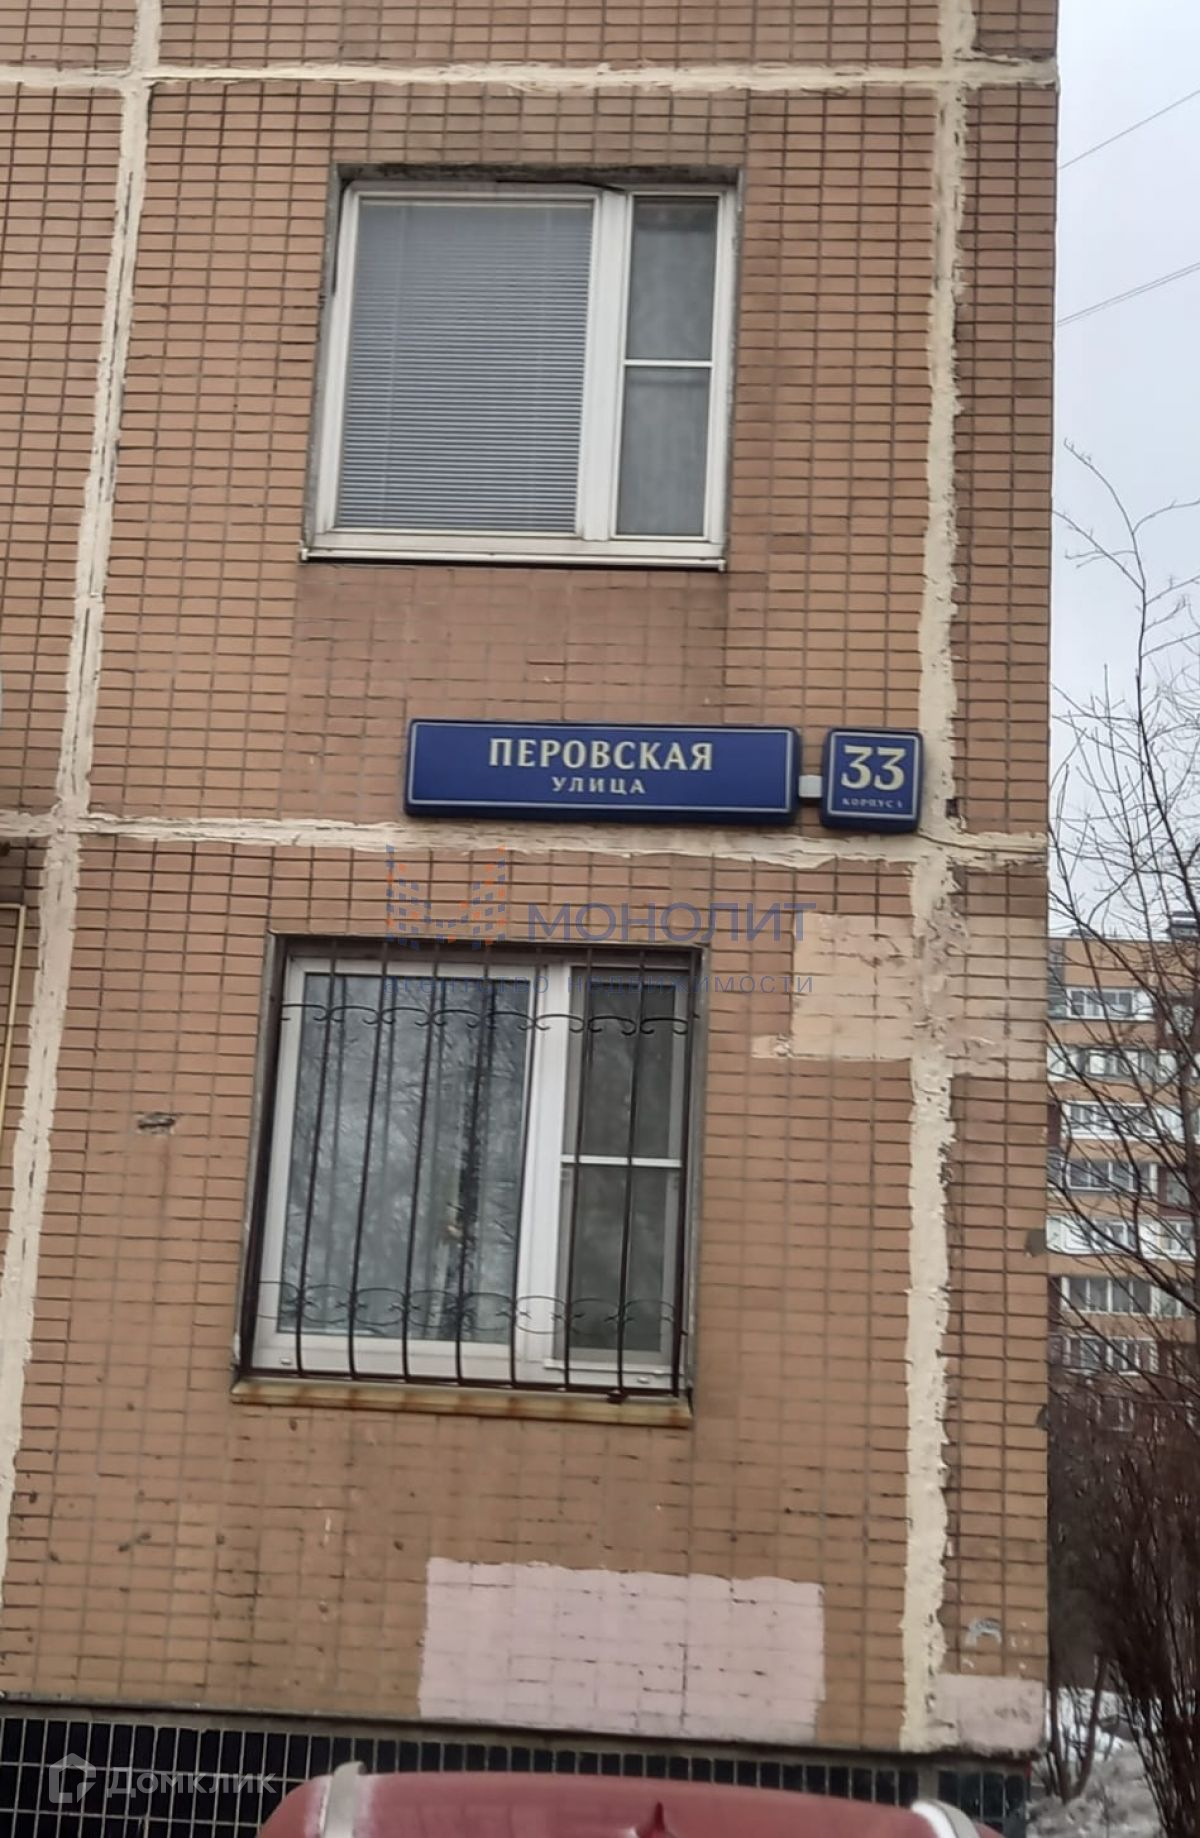 ПЕРОВСКАЯ
УЛИЦА
33
КОРПУС 1
МОНОЛИТ
агентство недвижимости
Домклик